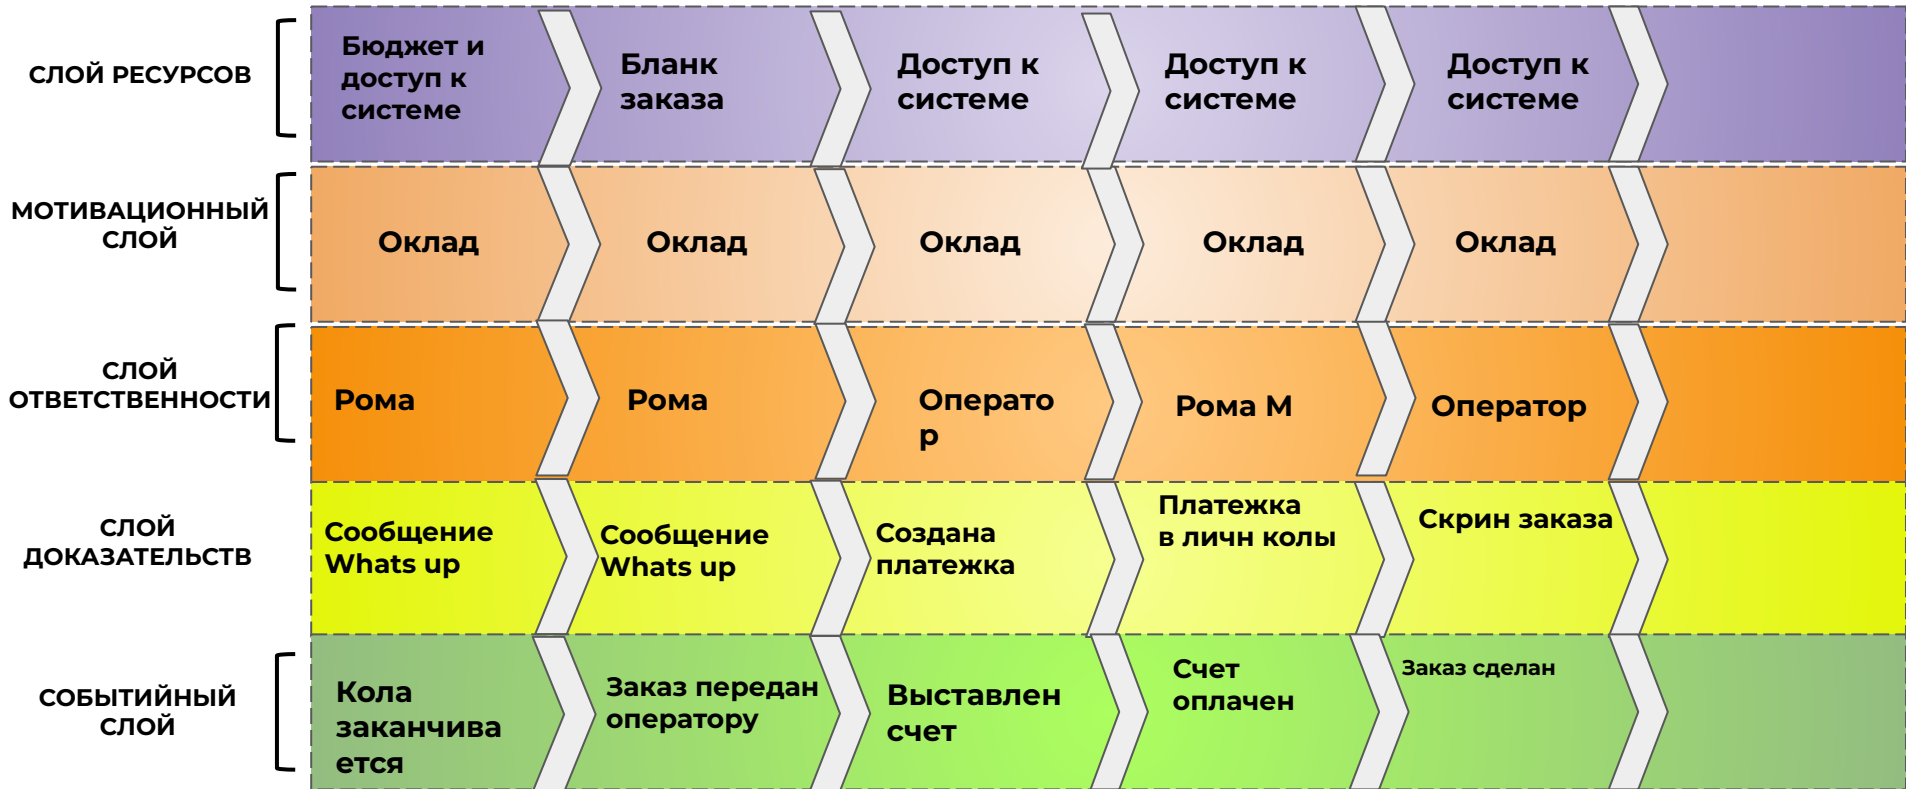 СЛОЙ РЕСУРСОВ
Бюджет и
доступ к
системе
Бланк
заказа
Доступ к
системе
Доступ к
системе
Доступ к
системе
МОТИВАЦИОННЫЙ
СЛОЙ
Оклад
Оклад
Оклад
Оклад
Оклад
СЛОЙ
ОТВЕТСТВЕННОСТИ
Рома
Рома
Операто
р
Рома М
Оператор
СЛОЙ
ДОКАЗАТЕЛЬСТВ
Сообщение
Whats up
Сообщение
Whats up
Создана
платежка
Платежка
в личн колы
Скрин заказа
СОБЫТИЙНЫЙ
СЛОЙ
Кола
заканчива
ется
Заказ передан
оператору
Выставлен
счет
Счет
оплачен
Заказ сделан